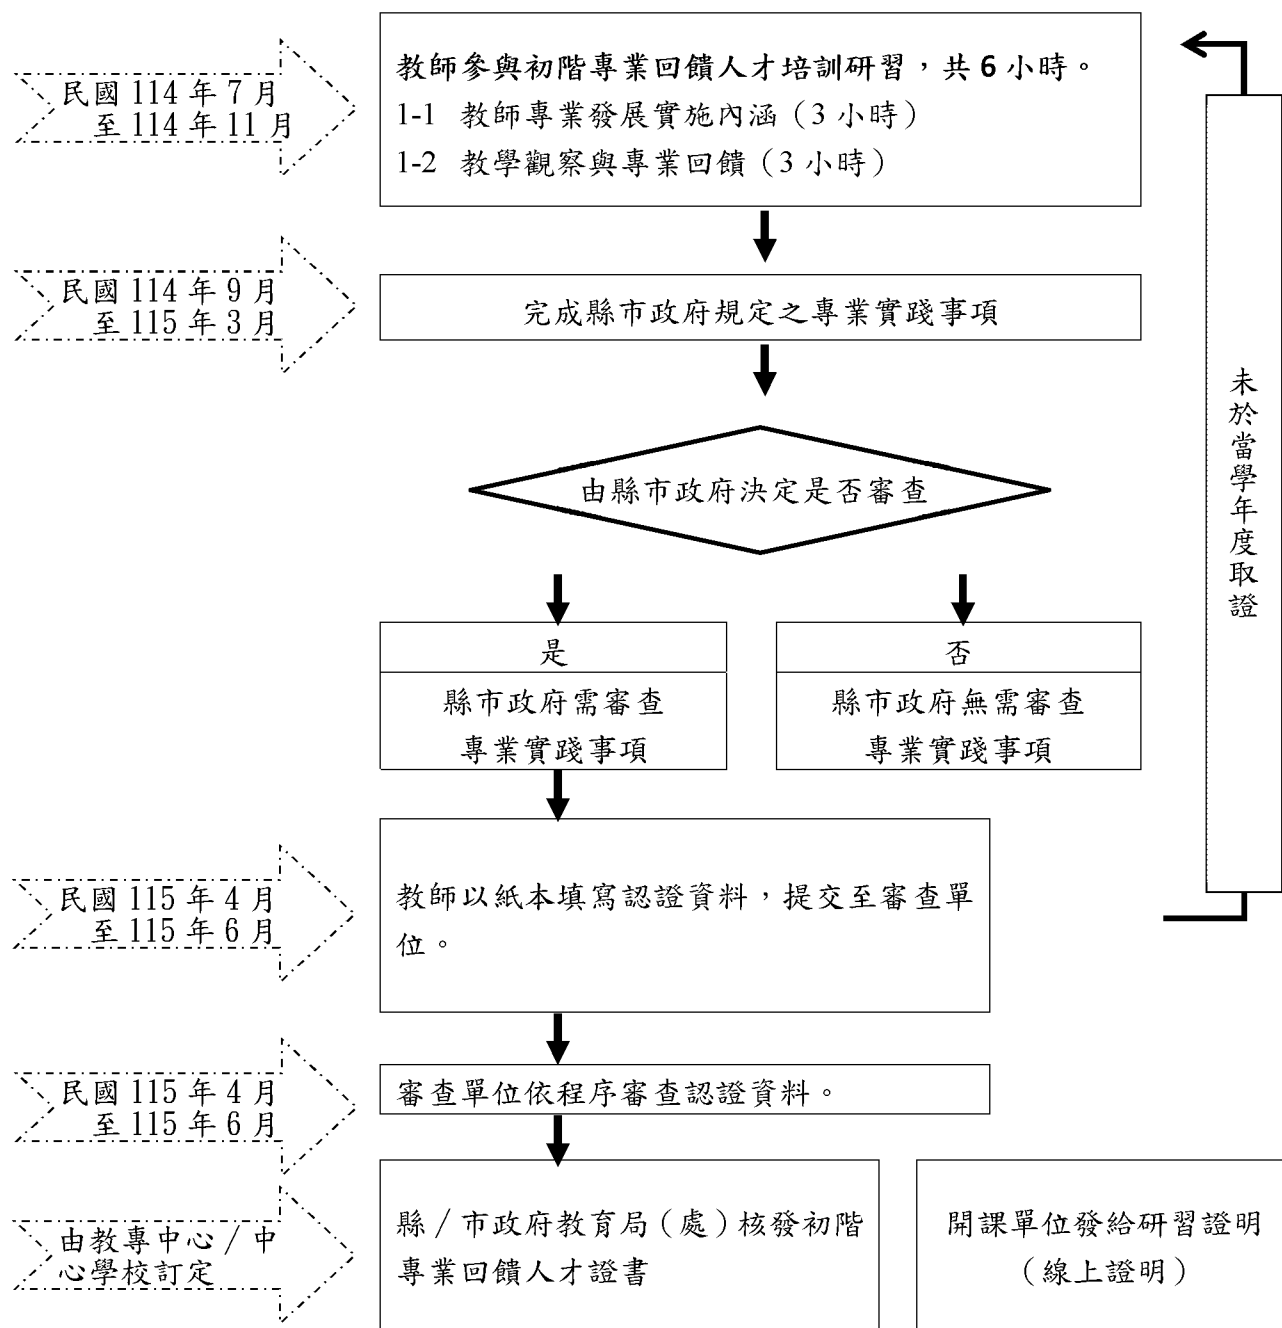 民國 114 年 7 月
至 114 年 11 月
教師參與初階專業回饋人才培訓研習，共 6 小時。
1-1 教師專業發展實施內涵（3 小時）
1-2 教學觀察與專業回饋（3 小時）
民國 114 年 9 月
至 115 年 3 月
完成縣市政府規定之專業實踐事項
由縣市政府決定是否審查
未於當學年度取證
是
縣市政府需審查
專業實踐事項
否
縣市政府無需審查
專業實踐事項
民國 115 年 4 月
至 115 年 6 月
教師以紙本填寫認證資料，提交至審查單
位。
民國 115 年 4 月
至 115 年 6 月
審查單位依程序審查認證資料。
由教專中心/中
心學校訂定
縣/市政府教育局（處）核發初階
專業回饋人才證書
開課單位發給研習證明
（線上證明）